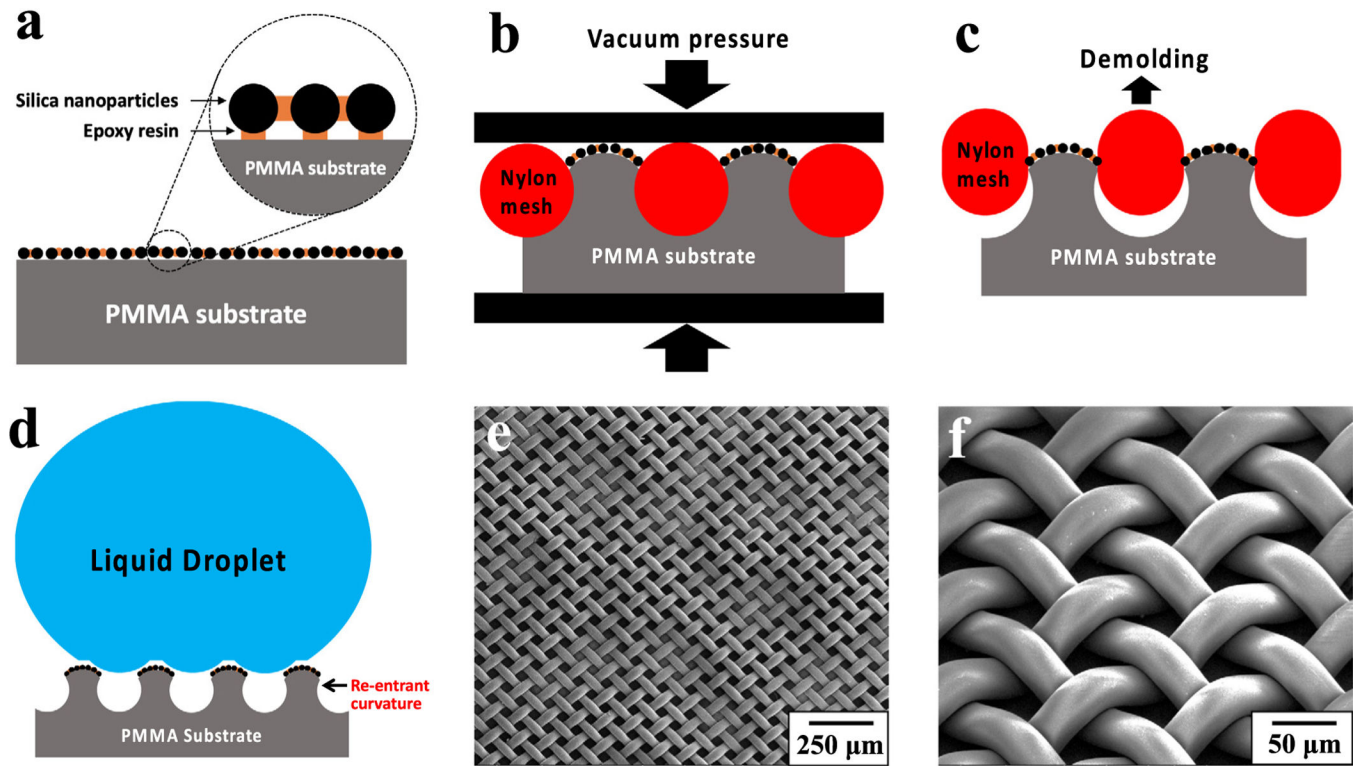 a
Silica nanoparticles
Epoxy resin
PMMA substrate
PMMA substrate
b
Vacuum pressure
Nylon
mesh
PMMA substrate
c
Demolding
Nylon
mesh
PMMA substrate
d
Liquid Droplet
Re-entrant
curvature
PMMA Substrate
e
250 μm
f
50 μm